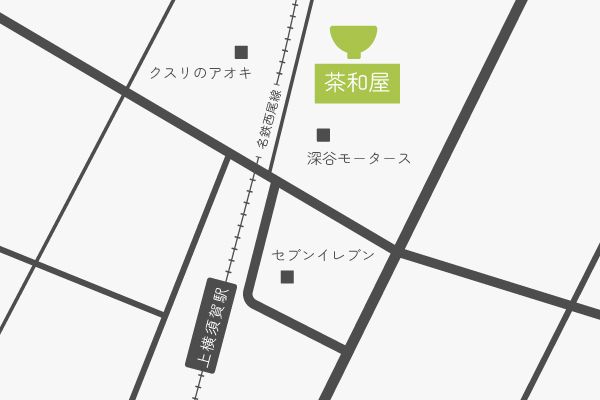 クスリのアオキ
茶和屋
名鉄西尾線
深谷モータース
セブンイレブン
上横須賀駅